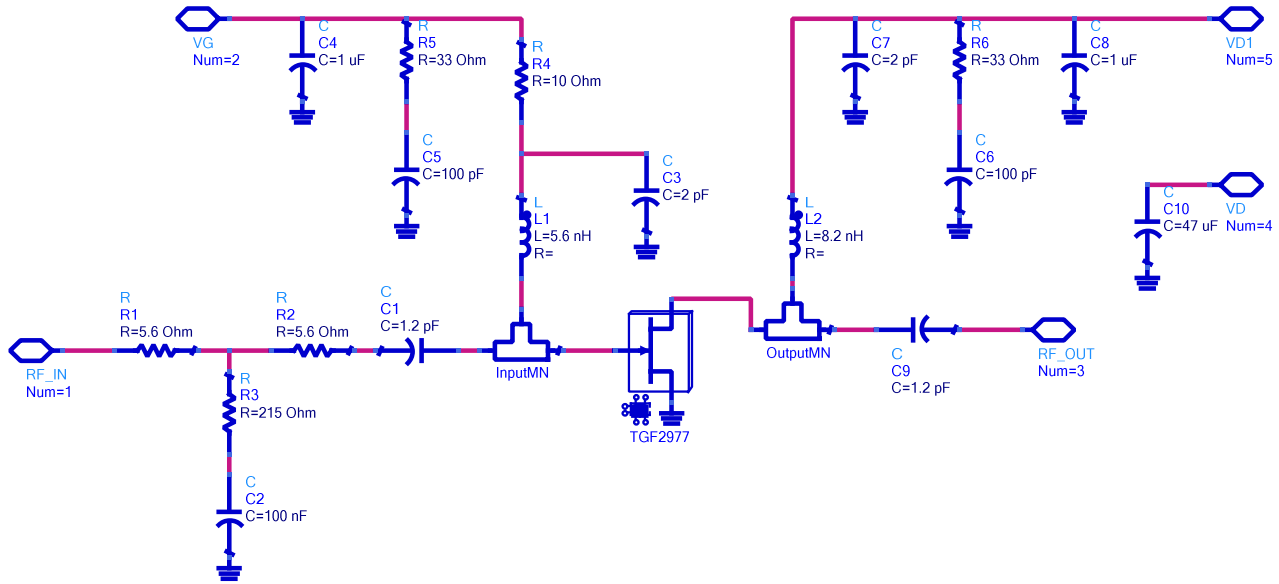 VG
Num=2
C
C4
C=1 uF
R
R5
R=33 Ohm
R
R4
R=10 Ohm
C
C5
C=100 pF
C
C3
C=2 pF
L
L1
L=5.6 nH
R=
C
C7
C=2 pF
R
R6
R=33 Ohm
C
C8
C=1 uF
VD1
Num=5
C
C6
C=100 pF
C
C10
C=47 uF
VD
Num=4
L
L2
L=8.2 nH
R=
RF_IN
Num=1
R
R1
R=5.6 Ohm
R
R2
R=5.6 Ohm
C
C1
C=1.2 pF
InputMN
TGF2977
OutputMN
C
C9
C=1.2 pF
RF_OUT
Num=3
R
R3
R=215 Ohm
C
C2
C=100 nF